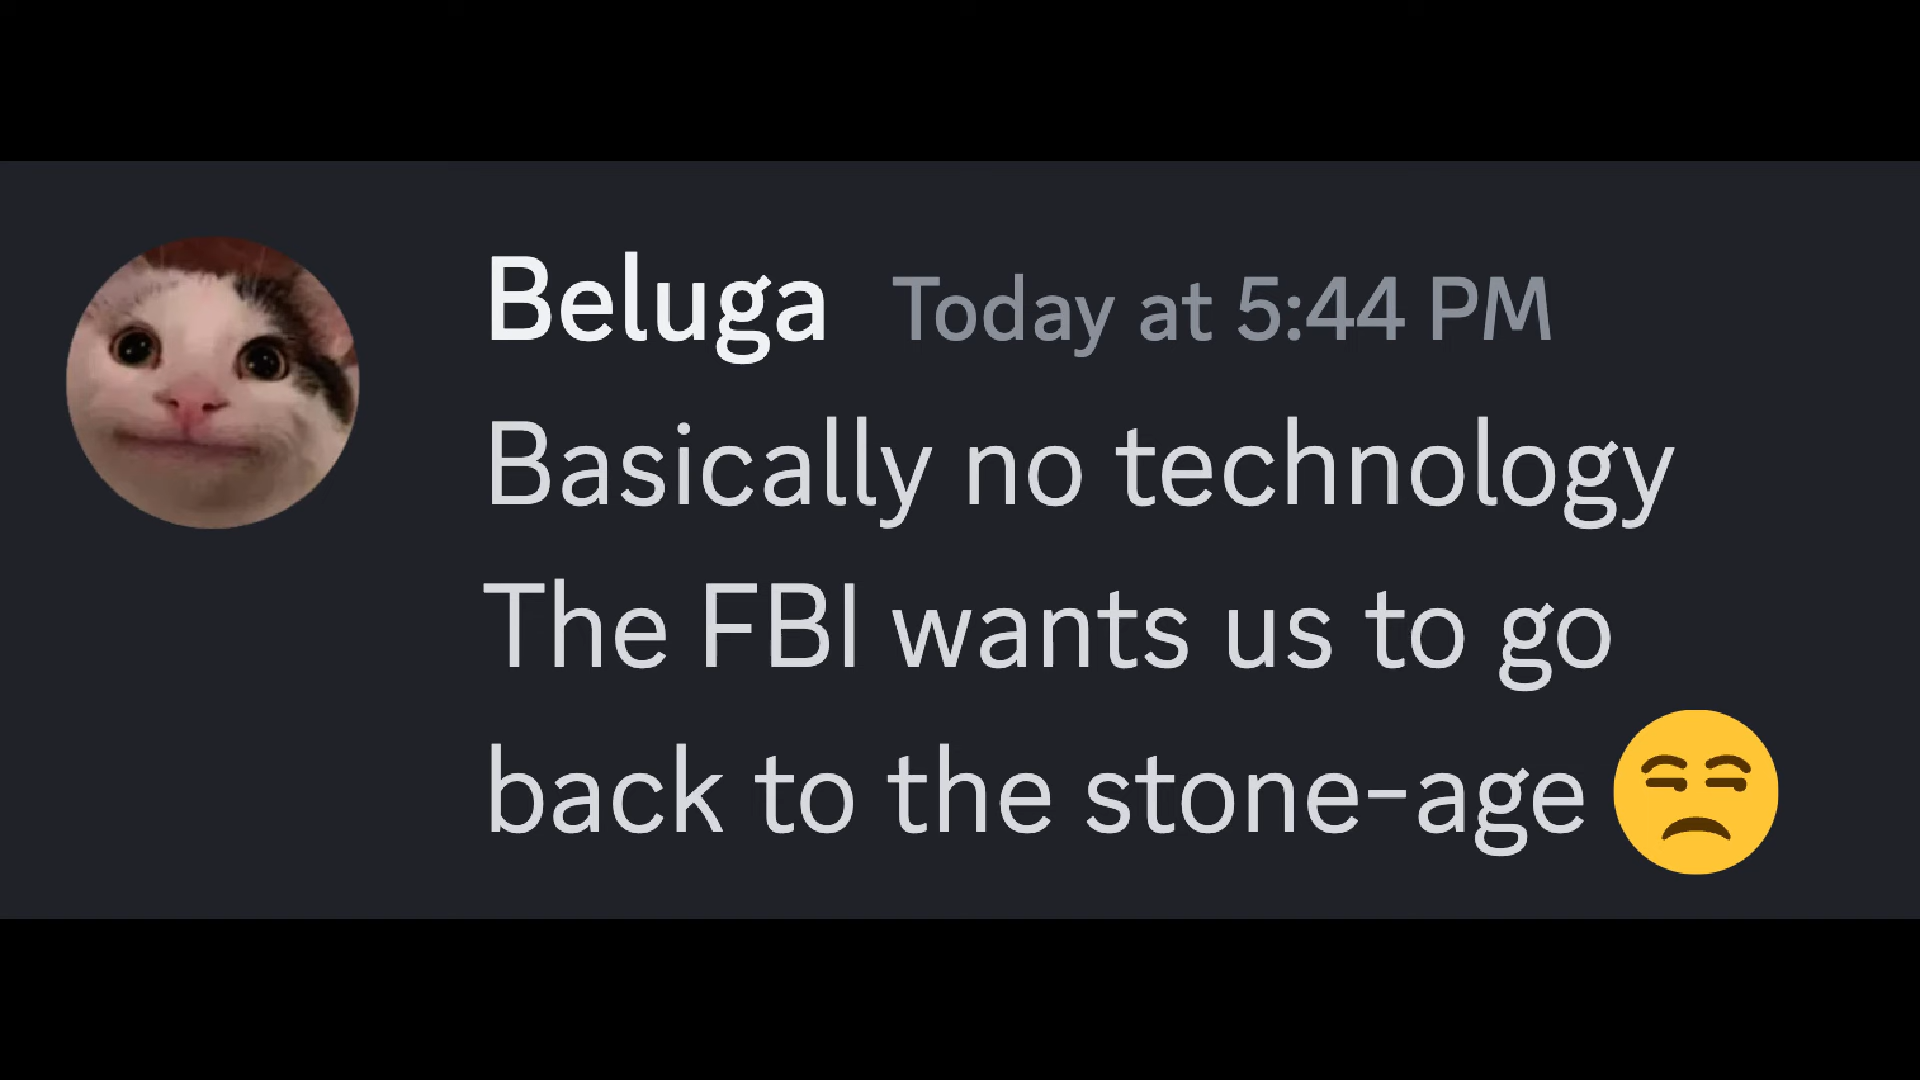 Beluga Today at 5:44 PM
Basically no technology
The FBI wants us to go
back to the stone-age 😒